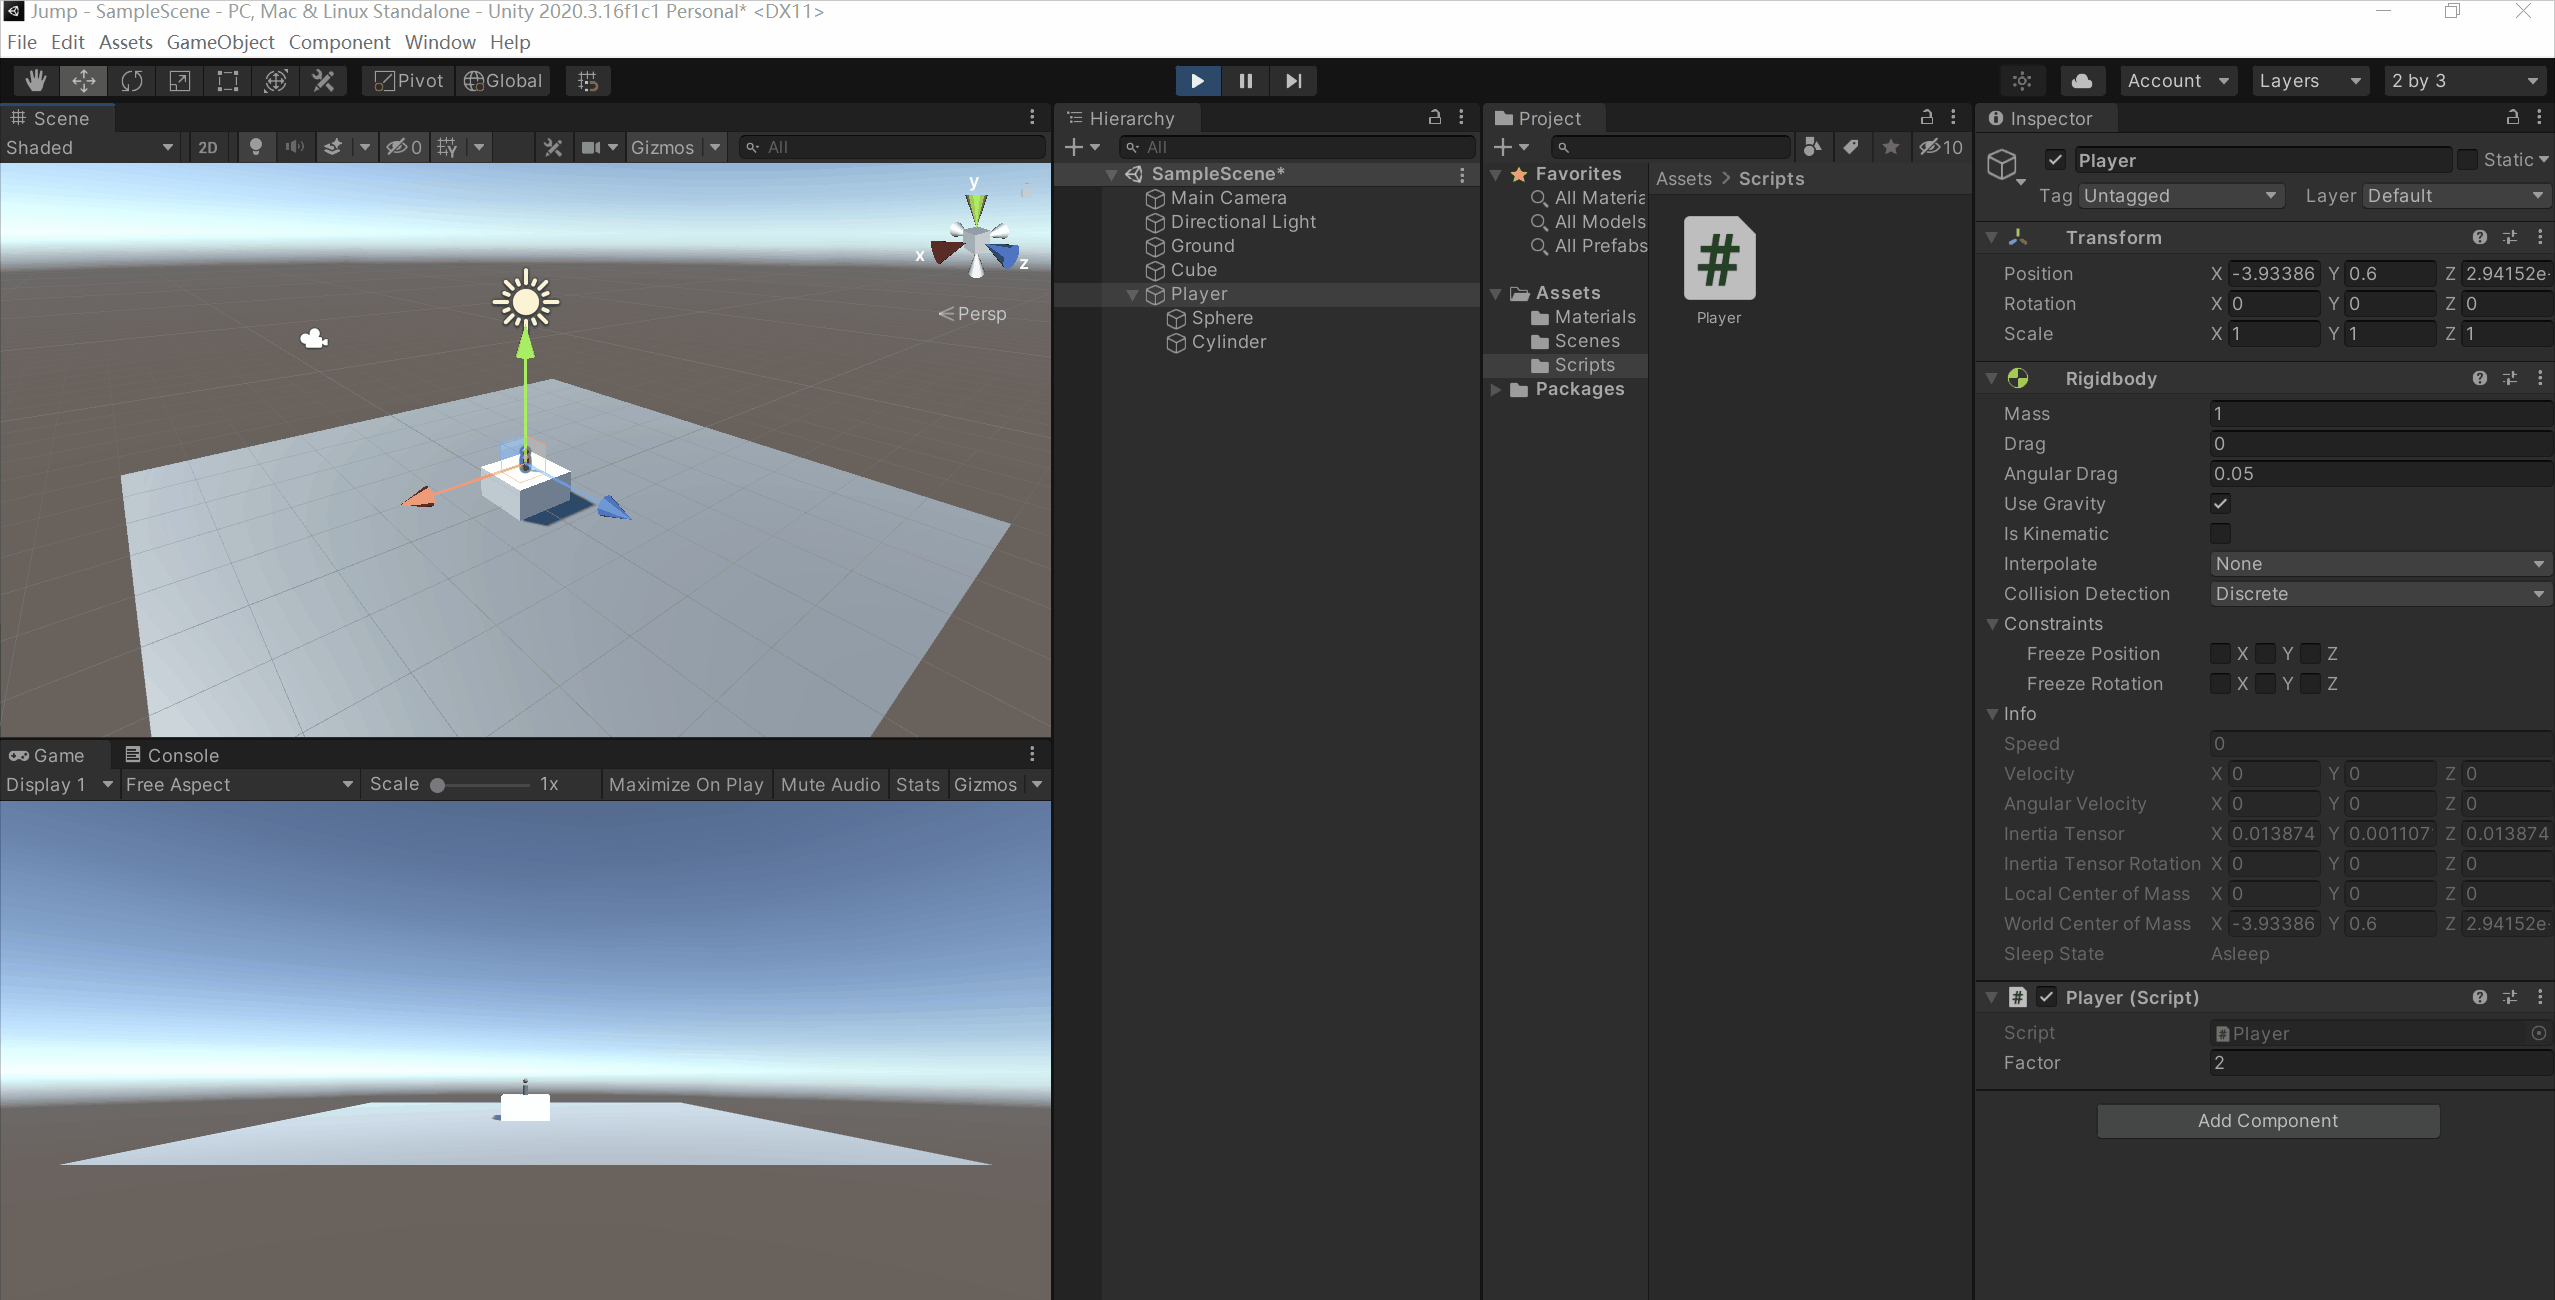 Jump - SampleScene - PC, Mac & Linux Standalone - Unity 2020.3.16f1c1 Personal* <DX11>
File Edit Assets GameObject Component Window Help
Pivot Global Account Layers 2 by 3
Scene
Shaded 2D 0 Gizmos All
y
x
z
Persp
Game Console
Display 1 Free Aspect Scale 1x Maximize On Play Mute Audio Stats Gizmos
Hierarchy
All
SampleScene*
Main Camera
Directional Light
Ground
Cube
Player
Sphere
Cylinder
Project
10
Favorites
All Materia
All Models
All Prefabs
Assets
Materials
Scenes
Scripts
Packages
Assets > Scripts
#
Player
Inspector
Player Static
Tag Untagged Layer Default
Transform
Position X -3.93386 Y 0.6 Z 2.94152e-
Rotation X 0 Y 0 Z 0
Scale X 1 Y 1 Z 1
Rigidbody
Mass 1
Drag 0
Angular Drag 0.05
Use Gravity
Is Kinematic
Interpolate None
Collision Detection Discrete
Constraints
Freeze Position X Y Z
Freeze Rotation X Y Z
Info
Speed 0
Velocity X 0 Y 0 Z 0
Angular Velocity X 0 Y 0 Z 0
Inertia Tensor X 0.013874 Y 0.001107 Z 0.013874
Inertia Tensor Rotation X 0 Y 0 Z 0
Local Center of Mass X 0 Y 0 Z 0
World Center of Mass X -3.93386 Y 0.6 Z 2.94152e-
Sleep State Asleep
# Player (Script)
Script # Player
Factor 2
Add Component